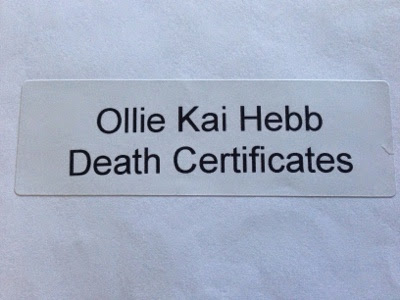 Ollie Kai Hebb
Death Certificates